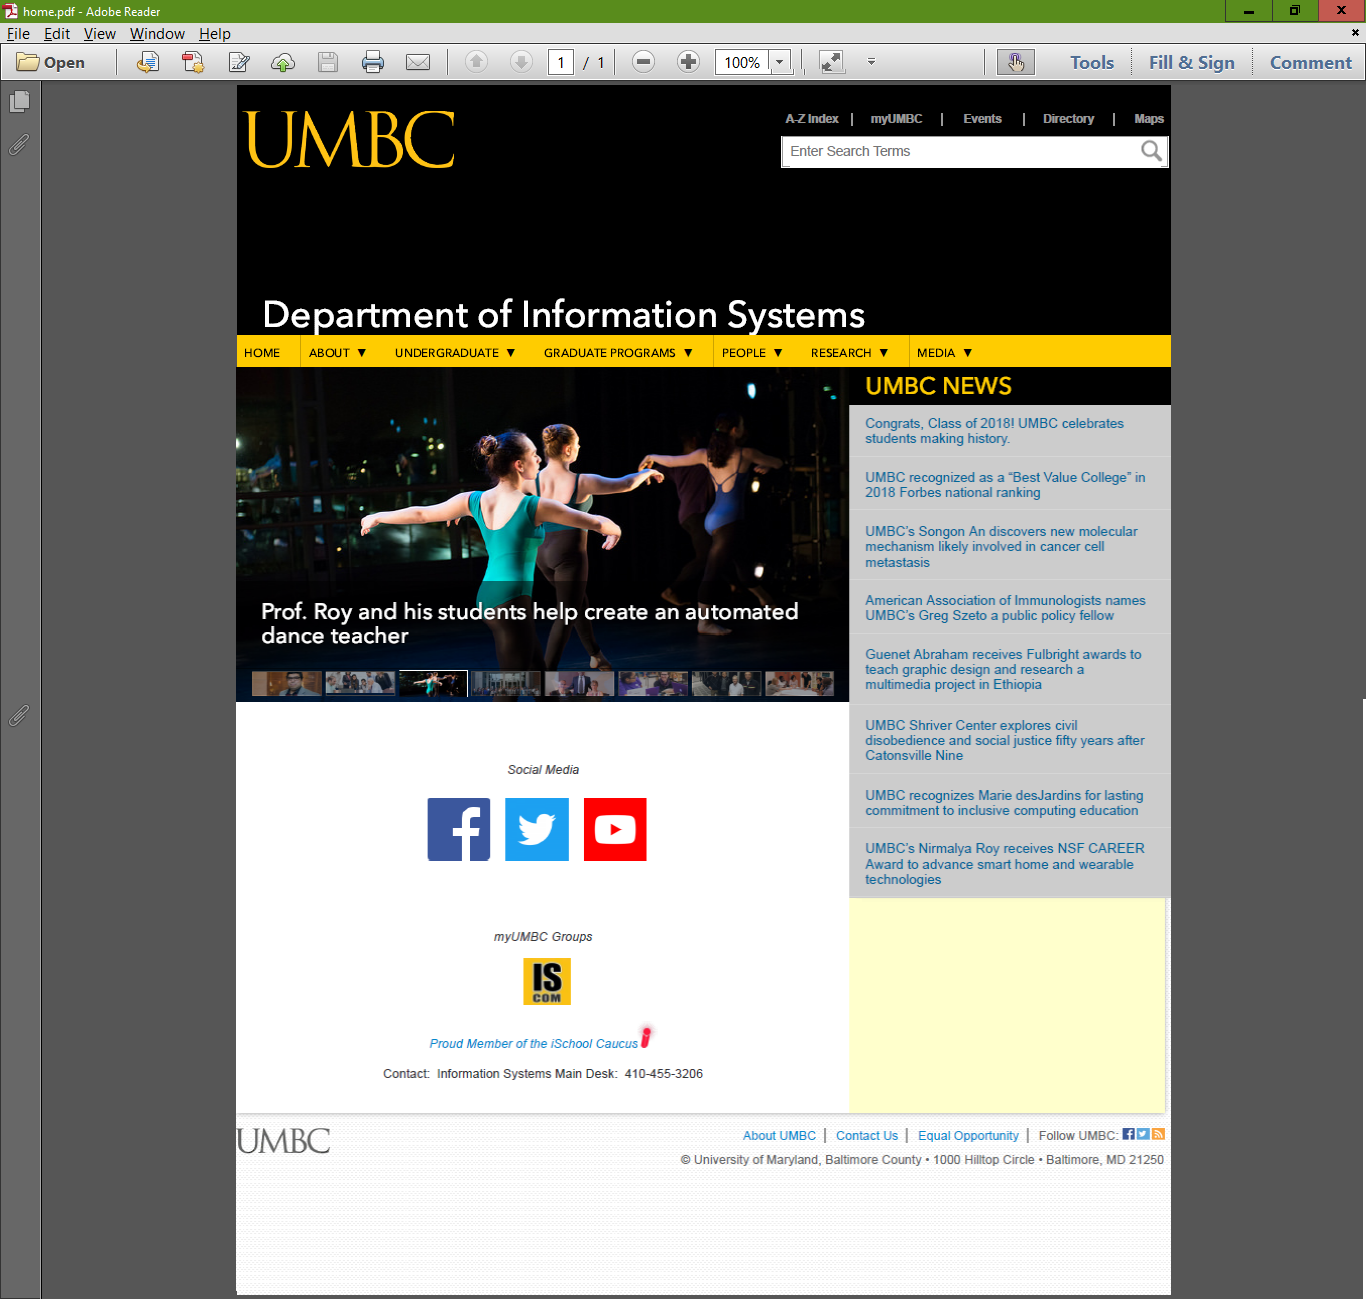 home.pdf - Adobe Reader
File Edit View Window Help
Open 1 / 1 100% Tools Fill & Sign Comment
UMBC
A-Z Index | myUMBC | Events | Directory | Maps
Enter Search Terms
Department of Information Systems
HOME ABOUT ▼ UNDERGRADUATE ▼ GRADUATE PROGRAMS ▼ PEOPLE ▼ RESEARCH ▼ MEDIA ▼
Prof. Roy and his students help create an automated
dance teacher
UMBC NEWS
Congrats, Class of 2018! UMBC celebrates
students making history.
UMBC recognized as a “Best Value College” in
2018 Forbes national ranking
UMBC’s Songon An discovers new molecular
mechanism likely involved in cancer cell
metastasis
American Association of Immunologists names
UMBC’s Greg Szeto a public policy fellow
Guenet Abraham receives Fulbright awards to
teach graphic design and research a
multimedia project in Ethiopia
UMBC Shriver Center explores civil
disobedience and social justice fifty years after
Catonsville Nine
UMBC recognizes Marie desJardins for lasting
commitment to inclusive computing education
UMBC’s Nirmalya Roy receives NSF CAREER
Award to advance smart home and wearable
technologies
Social Media
myUMBC Groups
IS
COM
Proud Member of the iSchool Caucus i
Contact: Information Systems Main Desk: 410-455-3206
UMBC
About UMBC | Contact Us | Equal Opportunity | Follow UMBC:
© University of Maryland, Baltimore County • 1000 Hilltop Circle • Baltimore, MD 21250